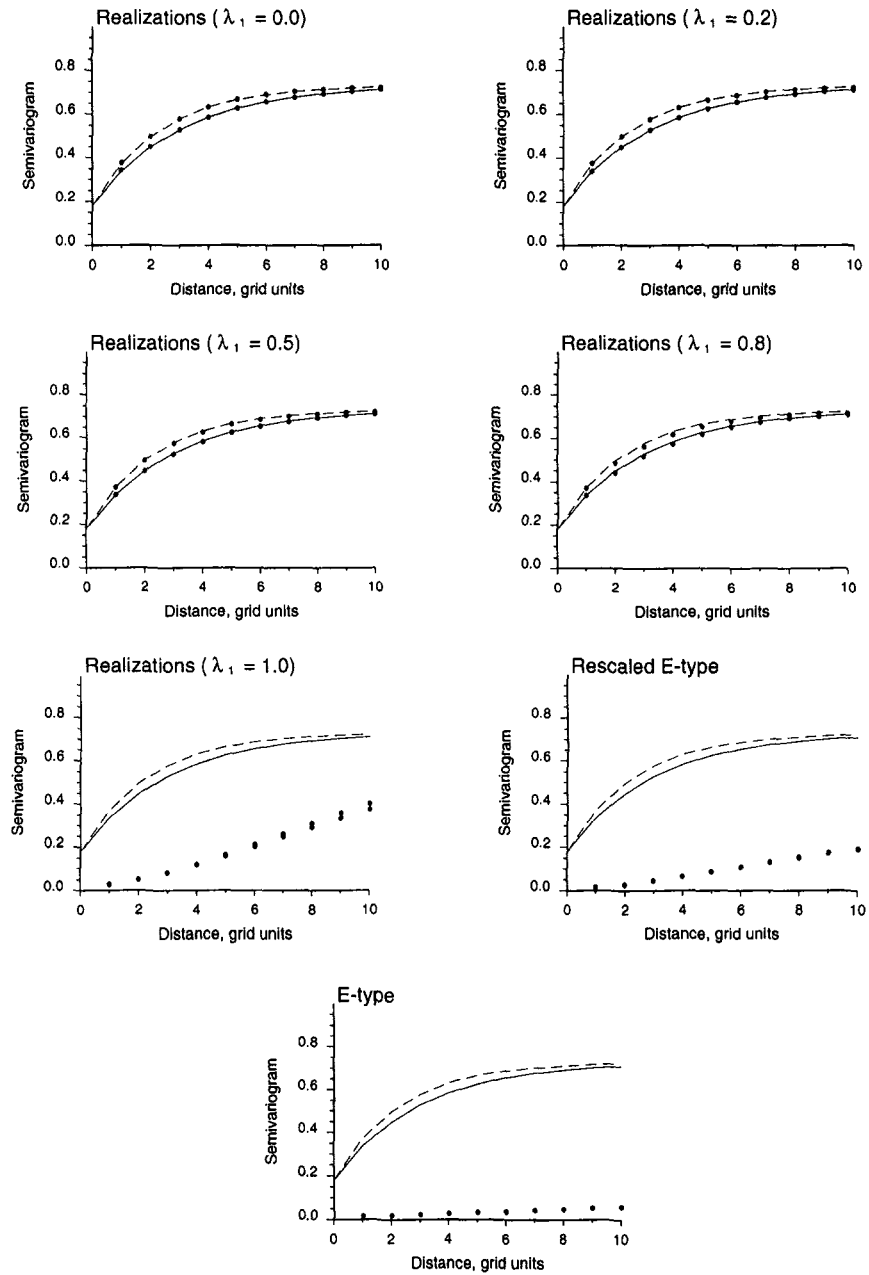 Realizations ( λ 1 = 0.0)
Semivariogram
0.8
0.6
0.4
0.2
0.0
0 2 4 6 8 10
Distance, grid units
Realizations ( λ 1 = 0.2)
Semivariogram
0.8
0.6
0.4
0.2
0.0
0 2 4 6 8 10
Distance, grid units
Realizations ( λ 1 = 0.5)
Semivariogram
0.8
0.6
0.4
0.2
0.0
0 2 4 6 8 10
Distance, grid units
Realizations ( λ 1 = 0.8)
Semivariogram
0.8
0.6
0.4
0.2
0.0
0 2 4 6 8 10
Distance, grid units
Realizations ( λ 1 = 1.0)
Semivariogram
0.8
0.6
0.4
0.2
0.0
0 2 4 6 8 10
Distance, grid units
Rescaled E-type
Semivariogram
0.8
0.6
0.4
0.2
0.0
0 2 4 6 8 10
Distance, grid units
E-type
Semivariogram
0.8
0.6
0.4
0.2
0.0
0 2 4 6 8 10
Distance, grid units